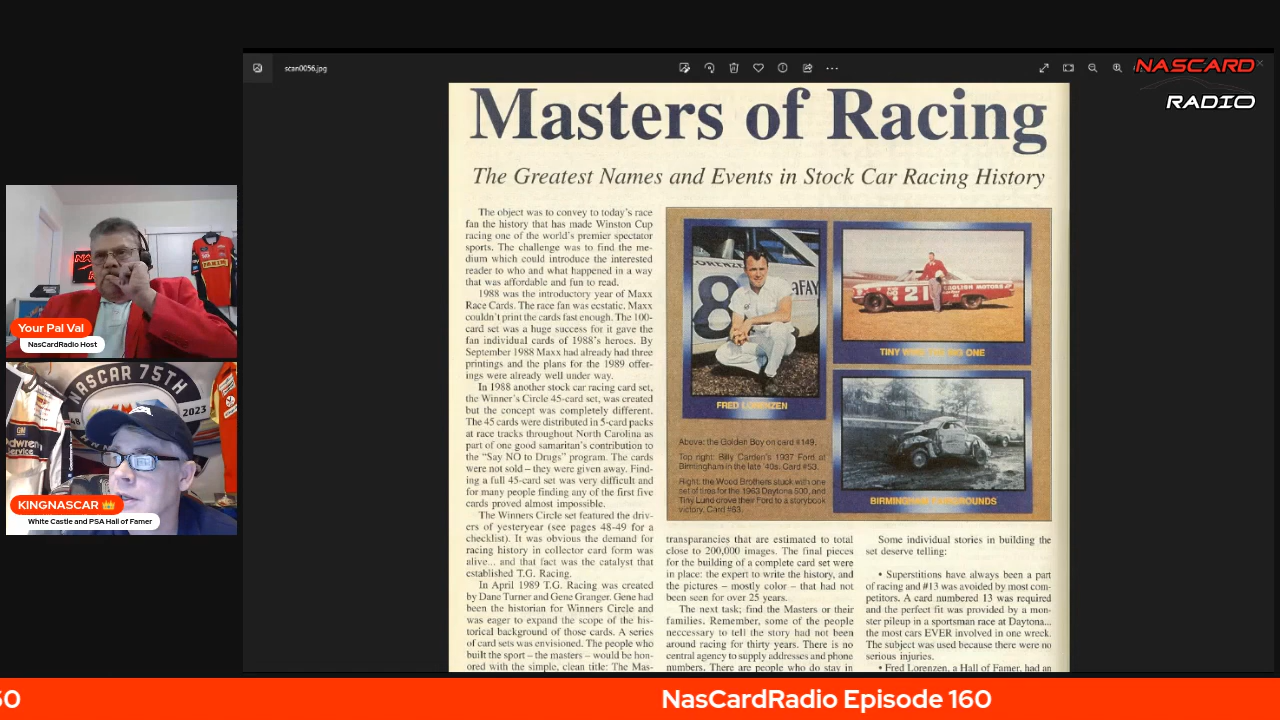 scan0056.jpg
NASCARD
RADIO
Masters of Racing
The Greatest Names and Events in Stock Car Racing History
The object was to convey to today's race
fan the history that has made Winston Cup
racing one of the world's premier spectator
sports. The challenge was to find the me-
dium which could introduce the interested
reader to who and what happened in a way
that was affordable and fun to read.
1988 was the introductory year of Maxx
Race Cards. The race fan was ecstatic. Maxx
couldn't print the cards fast enough. The 100-
card set was a huge success for it gave the
fan individual cards of 1988's heroes. By
September 1988 Maxx had already had three
printings and the plans for the 1989 offer-
ings were already well under way.
In 1988 another stock car racing card set,
the Winner's Circle 45-card set, was created
but the concept was completely different.
The 45 cards were distributed in 5-card packs
at race tracks throughout North Carolina as
part of one good samaritan's contribution to
the "Say NO to Drugs" program. The cards
were not sold – they were given away. Find-
ing a full 45-card set was very difficult and
for many people finding any of the first five
cards proved almost impossible.
The Winners Circle set featured the driv-
ers of yesteryear (see pages 48-49 for a
checklist). It was obvious the demand for
racing history in collector card form was
alive... and that fact was the catalyst that
established T.G. Racing.
In April 1989 T.G. Racing was created
by Dane Turner and Gene Granger. Gene had
been the historian for Winners Circle and
was eager to expand the scope of the his-
torical background of those cards. A series
of card sets was envisioned. The people who
built the sport – the masters – would be hon-
ored with the simple, clean title: The Mas-
8
FRED LORENZEN
21
ENGLISH MOTORS
TINY WINS THE BIG ONE
BIRMINGHAM FAIRGROUNDS
Above: the Golden Boy on card #149.
Top right: Billy Carden's 1937 Ford at
Birmingham in the late '40s. Card #53.
Right: the Wood Brothers stuck with one
set of tires for the 1963 Daytona 500, and
Tiny Lund drove their Ford to a storybook
victory. Card #63.
transparancies that are estimated to total
close to 200,000 images. The final pieces
for the building of a complete card set were
in place: the expert to write the history, and
the pictures – mostly color – that had not
been seen for over 25 years.
The next task; find the Masters or their
families. Remember, some of the people
neccessary to tell the story had not been
around racing for thirty years. There is no
central agency to supply addresses and phone
numbers. There are people who do stay in
Some individual stories in building the
set deserve telling:
• Superstitions have always been a part
of racing and #13 was avoided by most com-
petitors. A card numbered 13 was required
and the perfect fit was provided by a mon-
ster pileup in a sportsman race at Daytona...
the most cars EVER involved in one wreck.
The subject was used because there were no
serious injuries.
• Fred Lorenzen, a Hall of Famer, had an
Your Pal Val
NasCardRadio Host
NASCAR 75TH
2023
48
GM
Service
KINGNASCAR 👑
White Castle and PSA Hall of Famer
60
NasCardRadio Episode 160